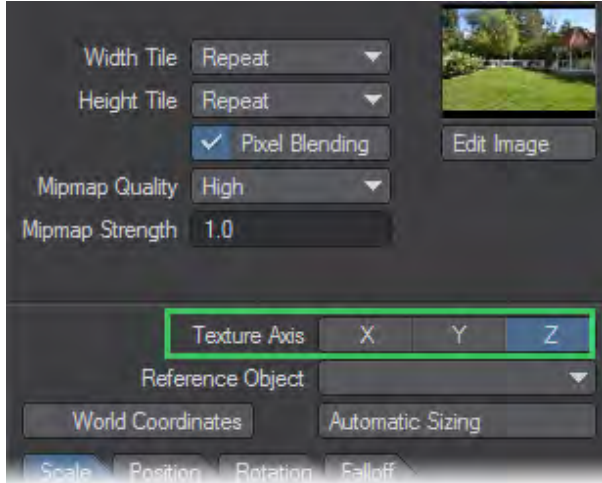 Width Tile Repeat
Height Tile Repeat
Pixel Blending Edit Image
Mipmap Quality High
Mipmap Strength 1.0
Texture Axis X Y Z
Reference Object
World Coordinates Automatic Sizing
Scale Position Rotation Falloff